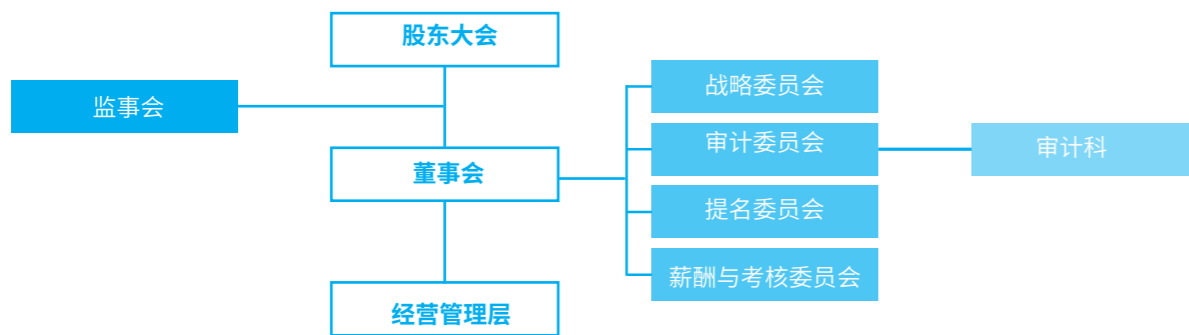 股东大会
监事会
董事会
经营管理层
战略委员会
审计委员会
提名委员会
薪酬与考核委员会
审计科